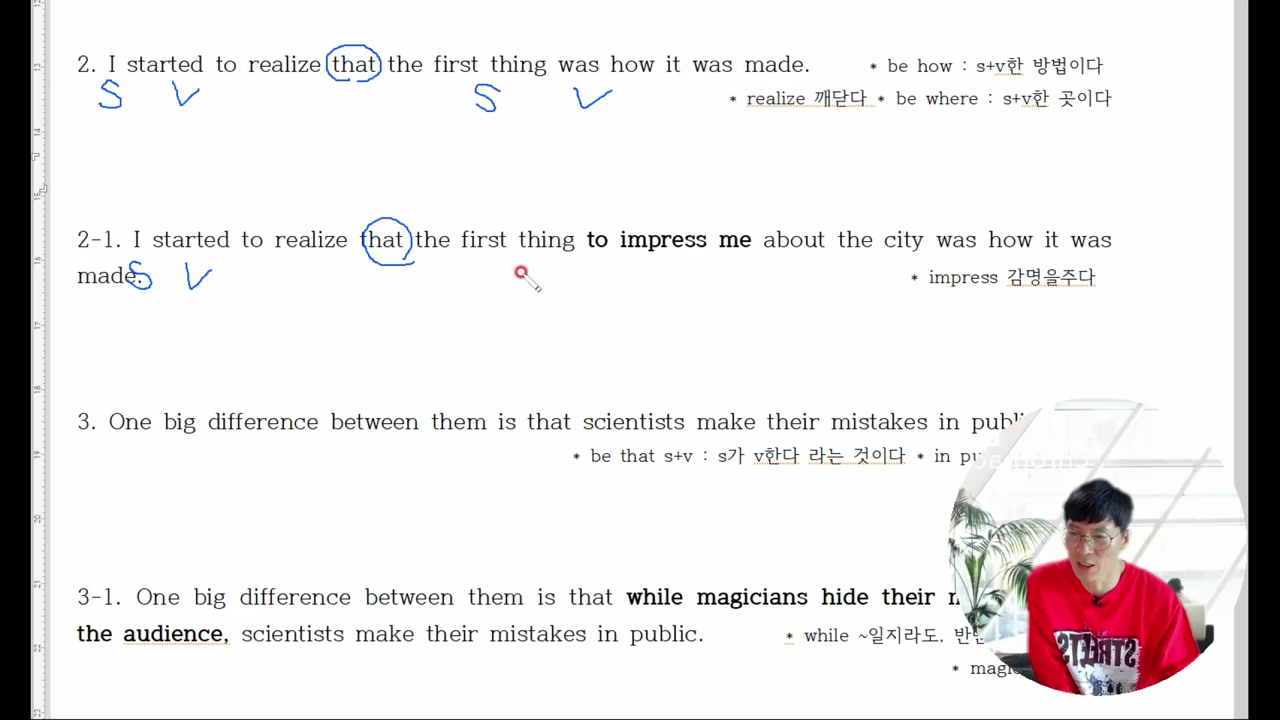 2. I started to realize that the first thing was how it was made. * be how : s+v한 방법이다
S V S V * realize 깨닫다 * be where : s+v한 곳이다
2-1. I started to realize that the first thing to impress me about the city was how it was
made. S V * impress 감명을주다
3. One big difference between them is that scientists make their mistakes in
* be that s+v : s가 v한다 라는 것이다 * in
3-1. One big difference between them is that while magicians hide their
the audience, scientists make their mistakes in public. * while ~일지라도,
*
STREETS